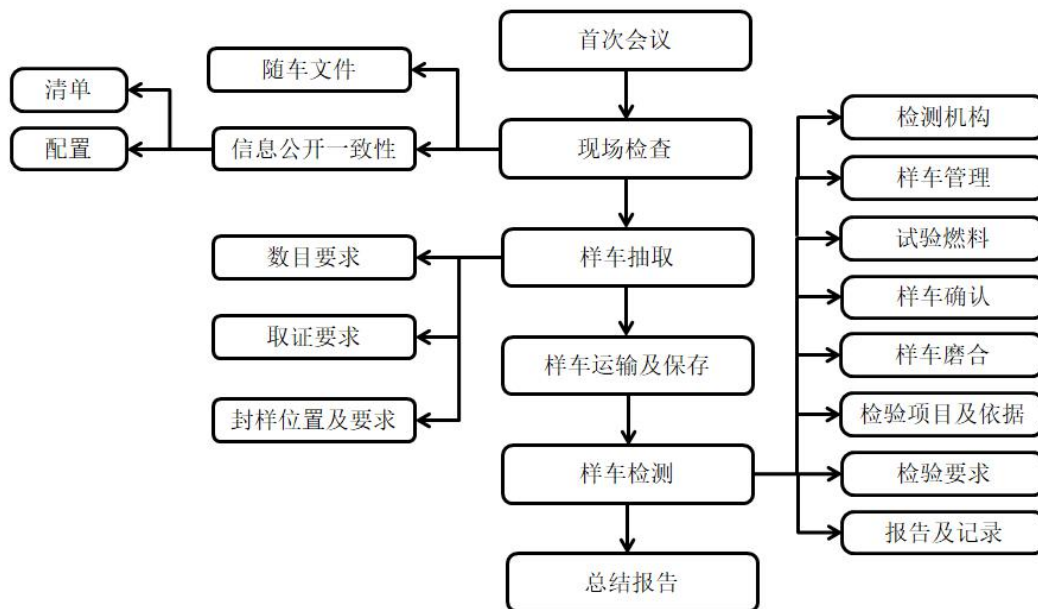 首次会议
随车文件
清单
配置
信息公开一致性
现场检查
检测机构
样车管理
数目要求
样车抽取
试验燃料
取证要求
样车运输及保存
样车确认
样车磨合
封样位置及要求
检验项目及依据
样车检测
检验要求
报告及记录
总结报告